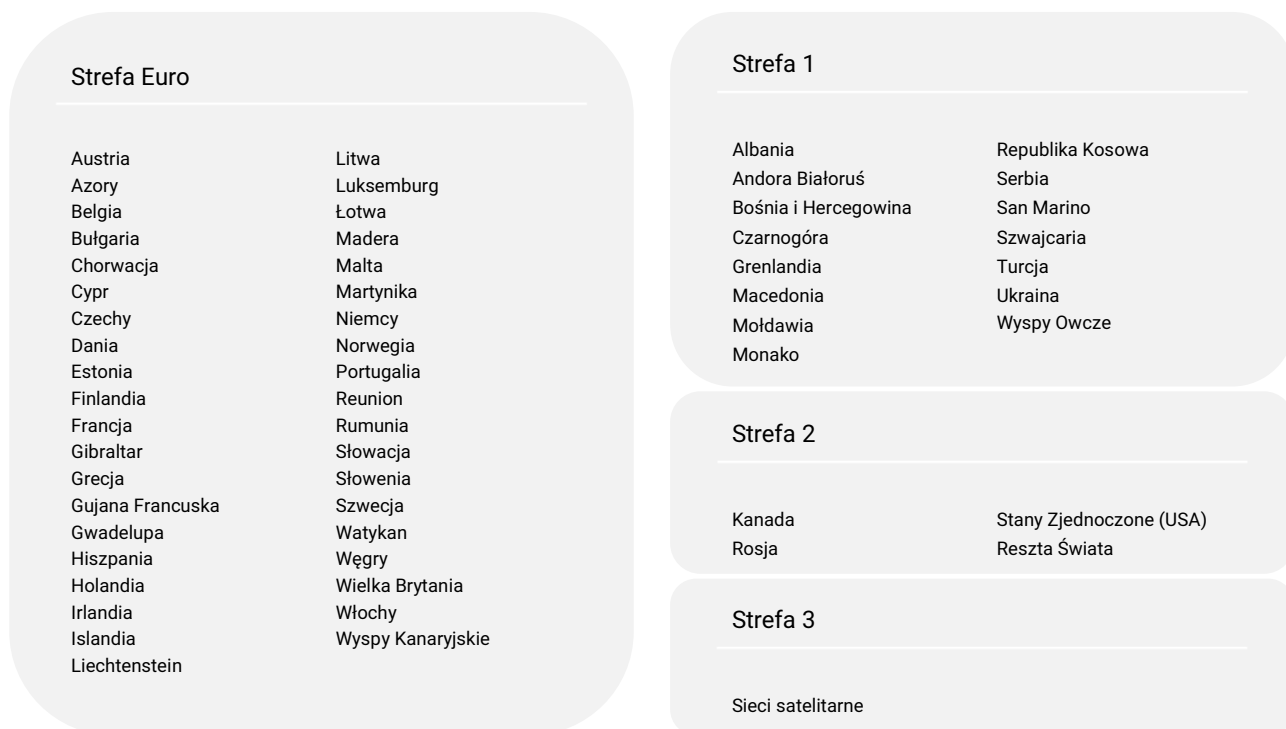 Strefa Euro
Austria
Azory
Belgia
Bułgaria
Chorwacja
Cypr
Czechy
Dania
Estonia
Finlandia
Francja
Gibraltar
Grecja
Gujana Francuska
Gwadelupa
Hiszpania
Holandia
Irlandia
Islandia
Liechtenstein
Litwa
Luksemburg
Łotwa
Madera
Malta
Martynika
Niemcy
Norwegia
Portugalia
Reunion
Rumunia
Słowacja
Słowenia
Szwecja
Watykan
Węgry
Wielka Brytania
Włochy
Wyspy Kanaryjskie
Strefa 1
Albania
Andora Białoruś
Bośnia i Hercegowina
Czarnogóra
Grenlandia
Macedonia
Mołdawia
Monako
Republika Kosowa
Serbia
San Marino
Szwajcaria
Turcja
Ukraina
Wyspy Owcze
Strefa 2
Kanada
Rosja
Stany Zjednoczone (USA)
Reszta Świata
Strefa 3
Sieci satelitarne